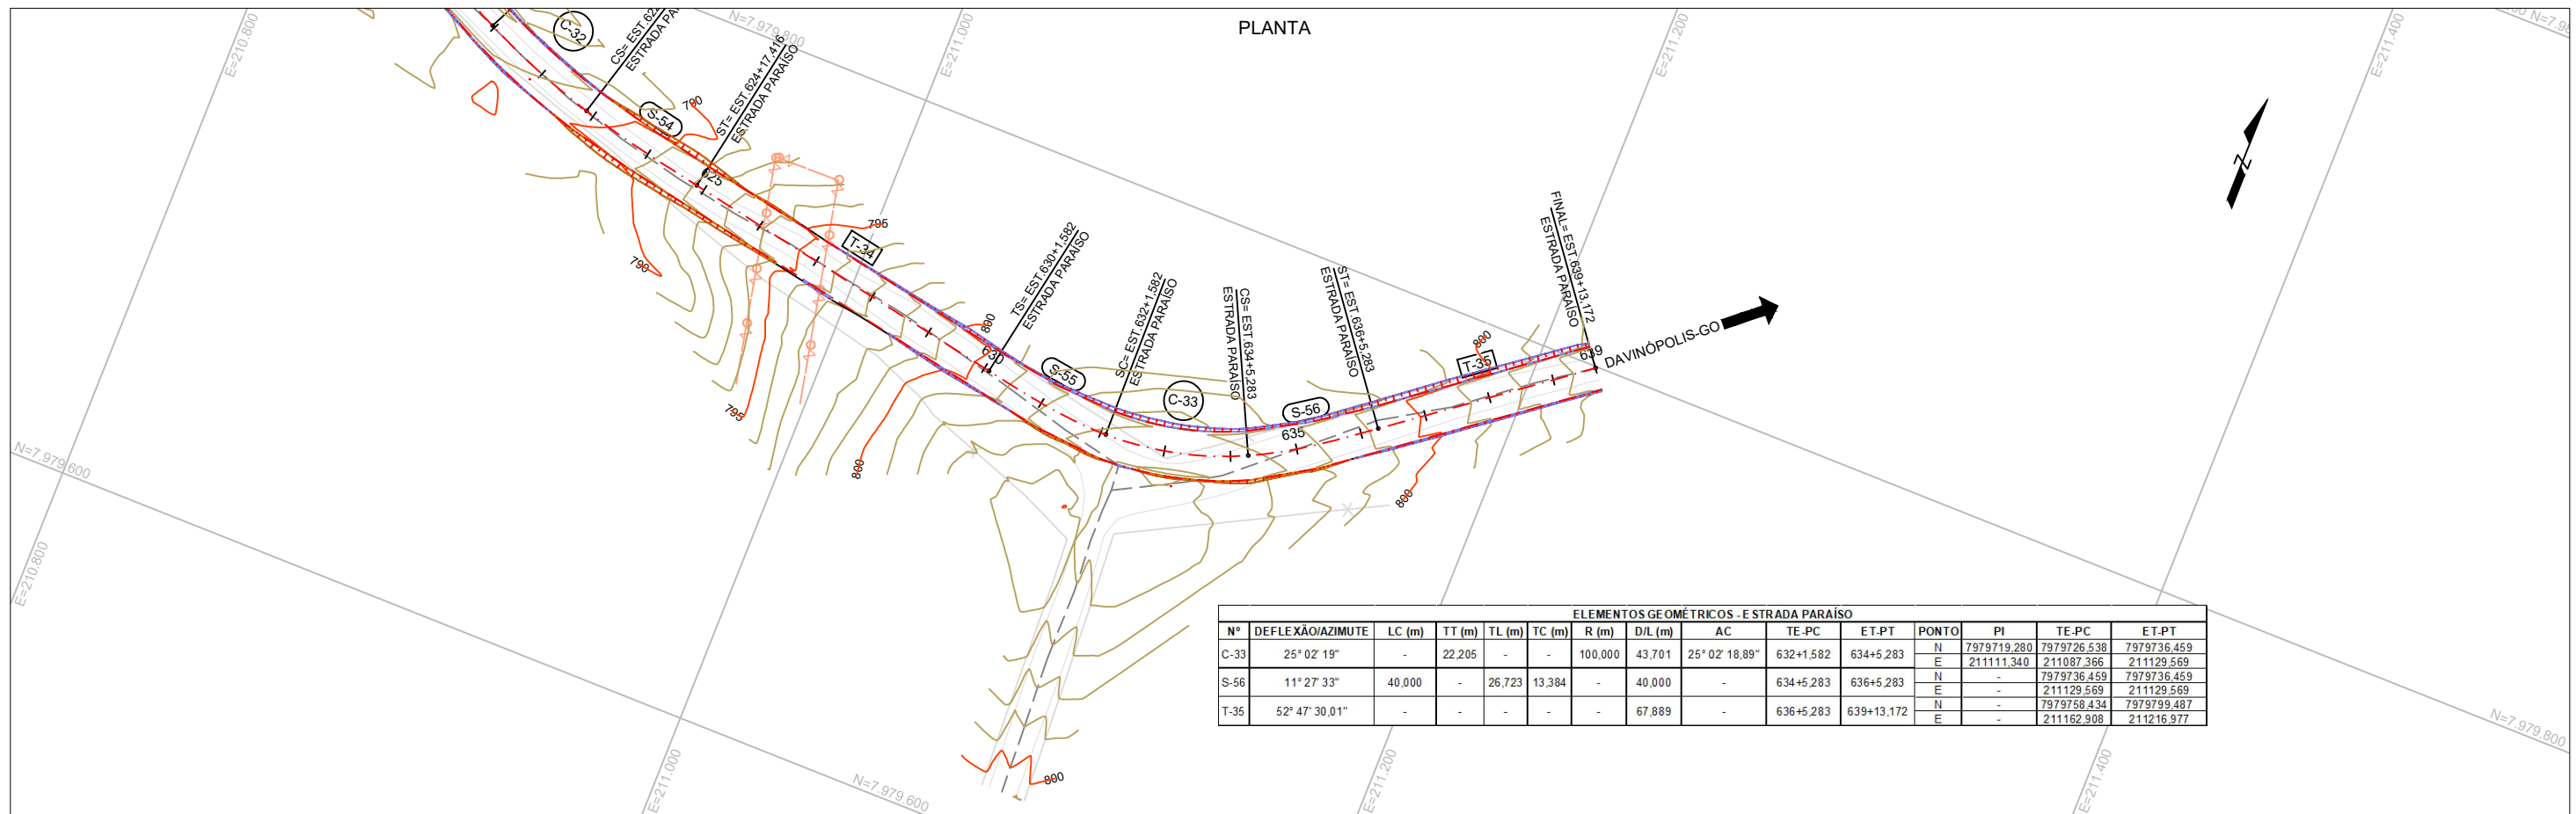 PLANTA
E=210.800
N=7.979.800
E=211.000
E=211.200
E=211.400
C-32
CS= EST.622
ESTRADA PA
S-54
790
ST= EST.624+17,416
ESTRADA PARAÍSO
625
795
T-34
790
TS= EST.630+1,582
ESTRADA PARAÍSO
800
630
S-55
SC= EST.632+1,582
ESTRADA PARAÍSO
C-33
CS= EST.634+5,283
ESTRADA PARAÍSO
S-56
635
ST= EST.636+5,283
ESTRADA PARAÍSO
800
T-35
FINAL= EST.639+13,172
ESTRADA PARAÍSO
639
DAVINÓPOLIS-GO
N
795
800
800
N=7.979.600
E=210.800
800
E=211.000
N=7.979.600
E=211.200
E=211.400
N=7.979.800
ELEMENTOS GEOMÉTRICOS - ESTRADA PARAÍSO
Nº DEFLEXÃO/AZIMUTE LC (m) TT (m) TL (m) TC (m) R (m) D/L (m) AC TE-PC ET-PT PONTO PI TE-PC ET-PT
C-33 25° 02' 19" - 22,205 - - 100,000 43,701 25° 02' 18,89" 632+1,582 634+5,283 N 7979719,280 7979726,538 7979736,459
E 211111,340 211087,366 211129,569
S-56 11° 27' 33" 40,000 - 26,723 13,384 - 40,000 - 634+5,283 636+5,283 N - 7979736,459 7979736,459
E - 211129,569 211129,569
T-35 52° 47' 30,01" - - - - - 67,889 - 636+5,283 639+13,172 N - 7979758,434 7979799,487
E - 211162,908 211216,977